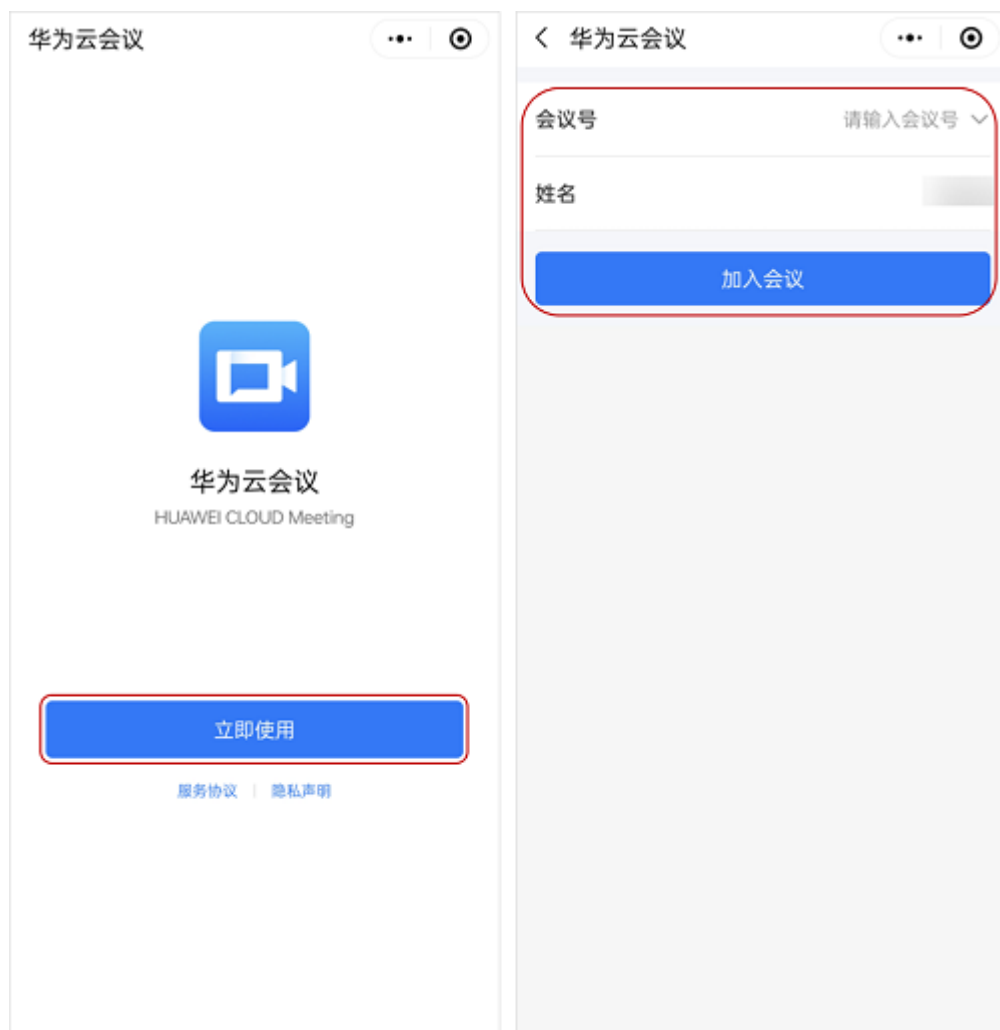 华为云会议
华为云会议
HUAWEI CLOUD Meeting
立即使用
服务协议
隐私声明
华为云会议
会议号
请输入会议号
姓名
加入会议